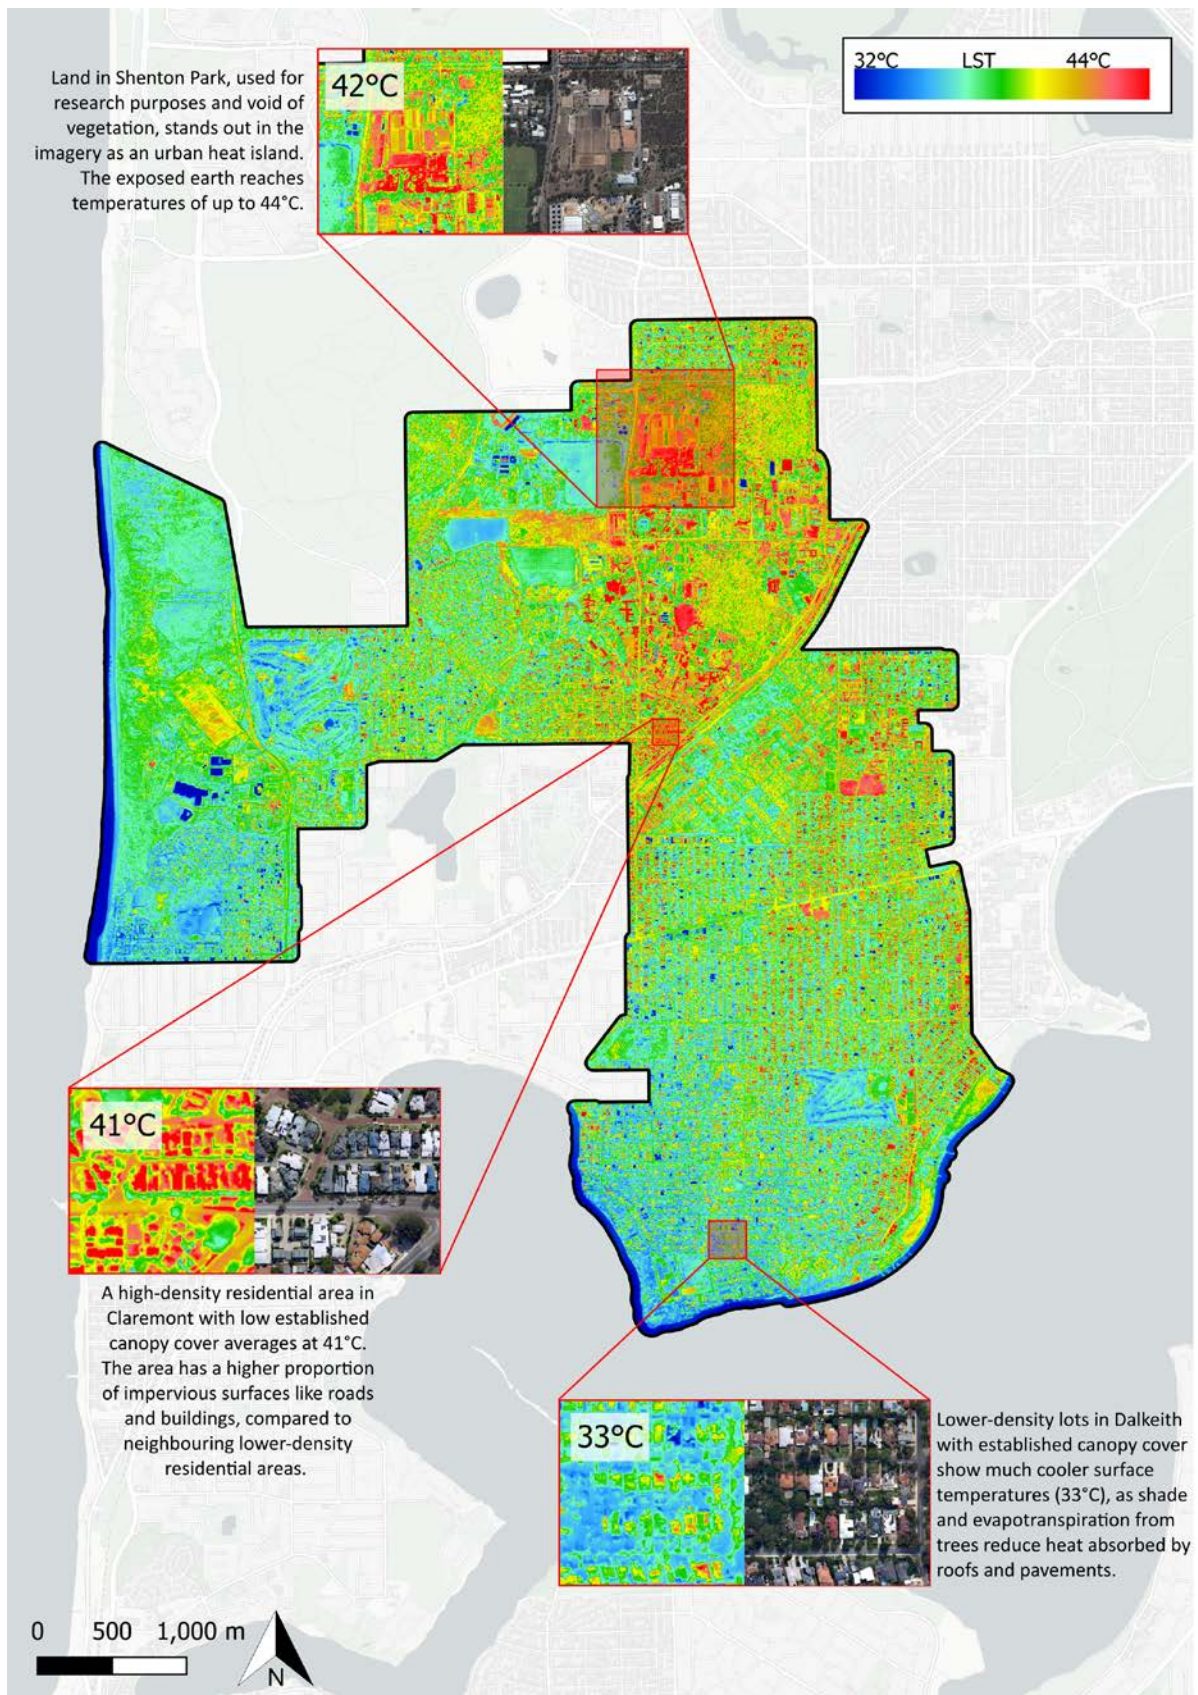 Land in Shenton Park, used for
research purposes and void of
vegetation, stands out in the
imagery as an urban heat island.
The exposed earth reaches
temperatures of up to 44°C.
42°C
32°C LST 44°C
41°C
A high-density residential area in
Claremont with low established
canopy cover averages at 41°C.
The area has a higher proportion
of impervious surfaces like roads
and buildings, compared to
neighbouring lower-density
residential areas.
33°C
Lower-density lots in Dalkeith
with established canopy cover
show much cooler surface
temperatures (33°C), as shade
and evapotranspiration from
trees reduce heat absorbed by
roofs and pavements.
0 500 1,000 m
N